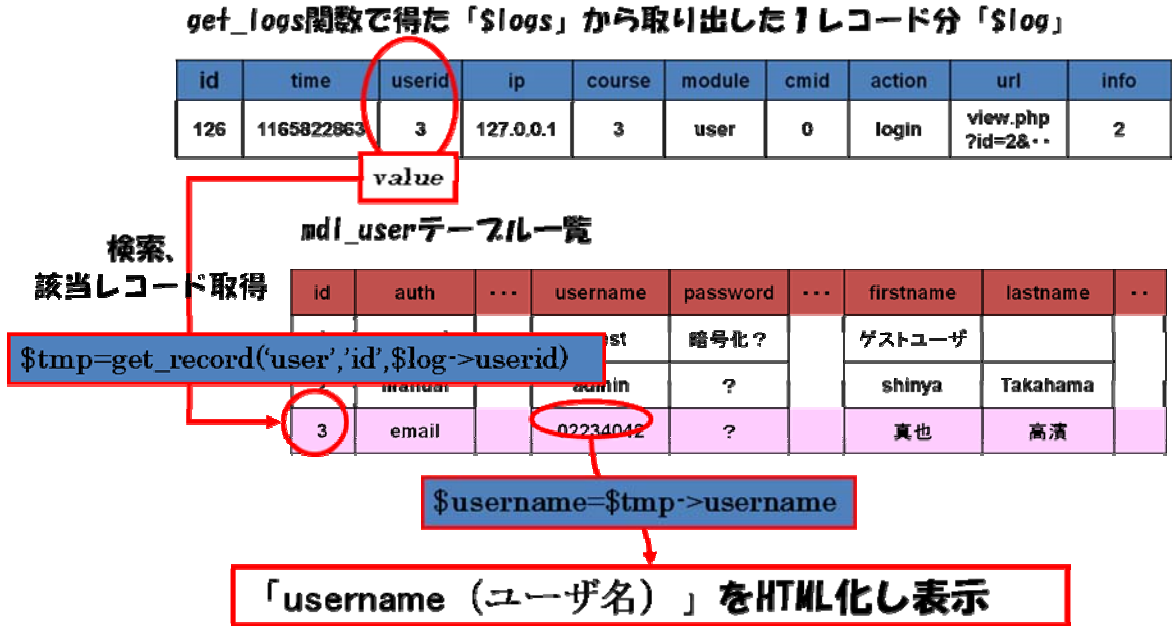 get_logs関数で得た「$logs」から取り出した1レコード分「$log」
id time userid ip course module cmid action url info
126 1165822863 3 127.0.0.1 3 user 0 login view.php ?id=2&‥ 2
value
mdl_userテーブル一覧
検索、
該当レコード取得
id auth ・・・ username password ・・・ firstname lastname ・・
暗号化？ ゲストユーザ
$tmp=get_record(‘user’,’id’,$log->userid)
manual admin ? shinya Takahama
3 email 02234042 ? 真也 高濱
$username=$tmp->username
「username（ユーザ名）」をHTML化し表示